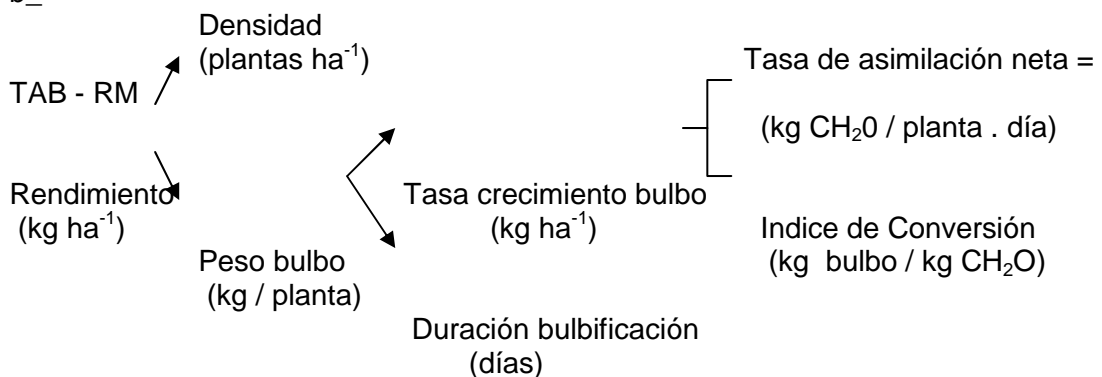 Densidad
(plantas ha⁻¹)
TAB - RM
Rendimiento
(kg ha⁻¹)
Peso bulbo
(kg / planta)
Tasa crecimiento bulbo
(kg ha⁻¹)
Duración bulbificación
(días)
Tasa de asimilación neta =
(kg CH₂0 / planta . día)
Indice de Conversión
(kg bulbo / kg CH₂O)